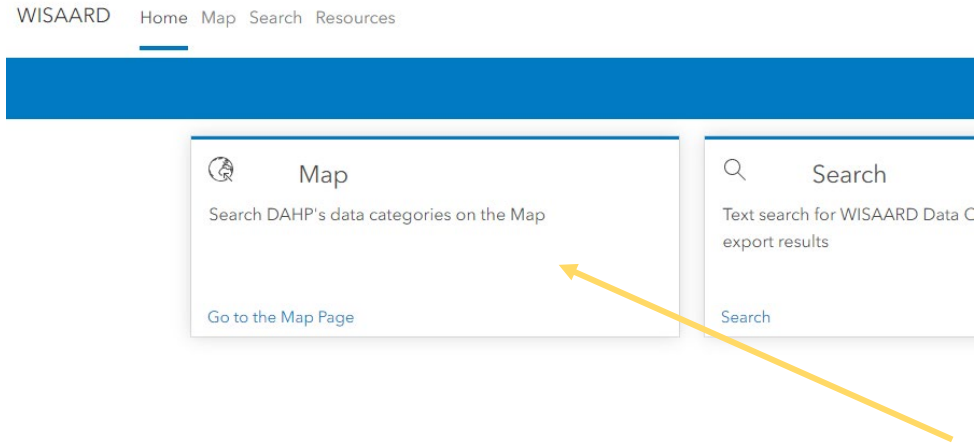 WISAARD Home Map Search Resources
Map
Search DAHP's data categories on the Map
Go to the Map Page
Search
Text search for WISAARD Data
export results
Search